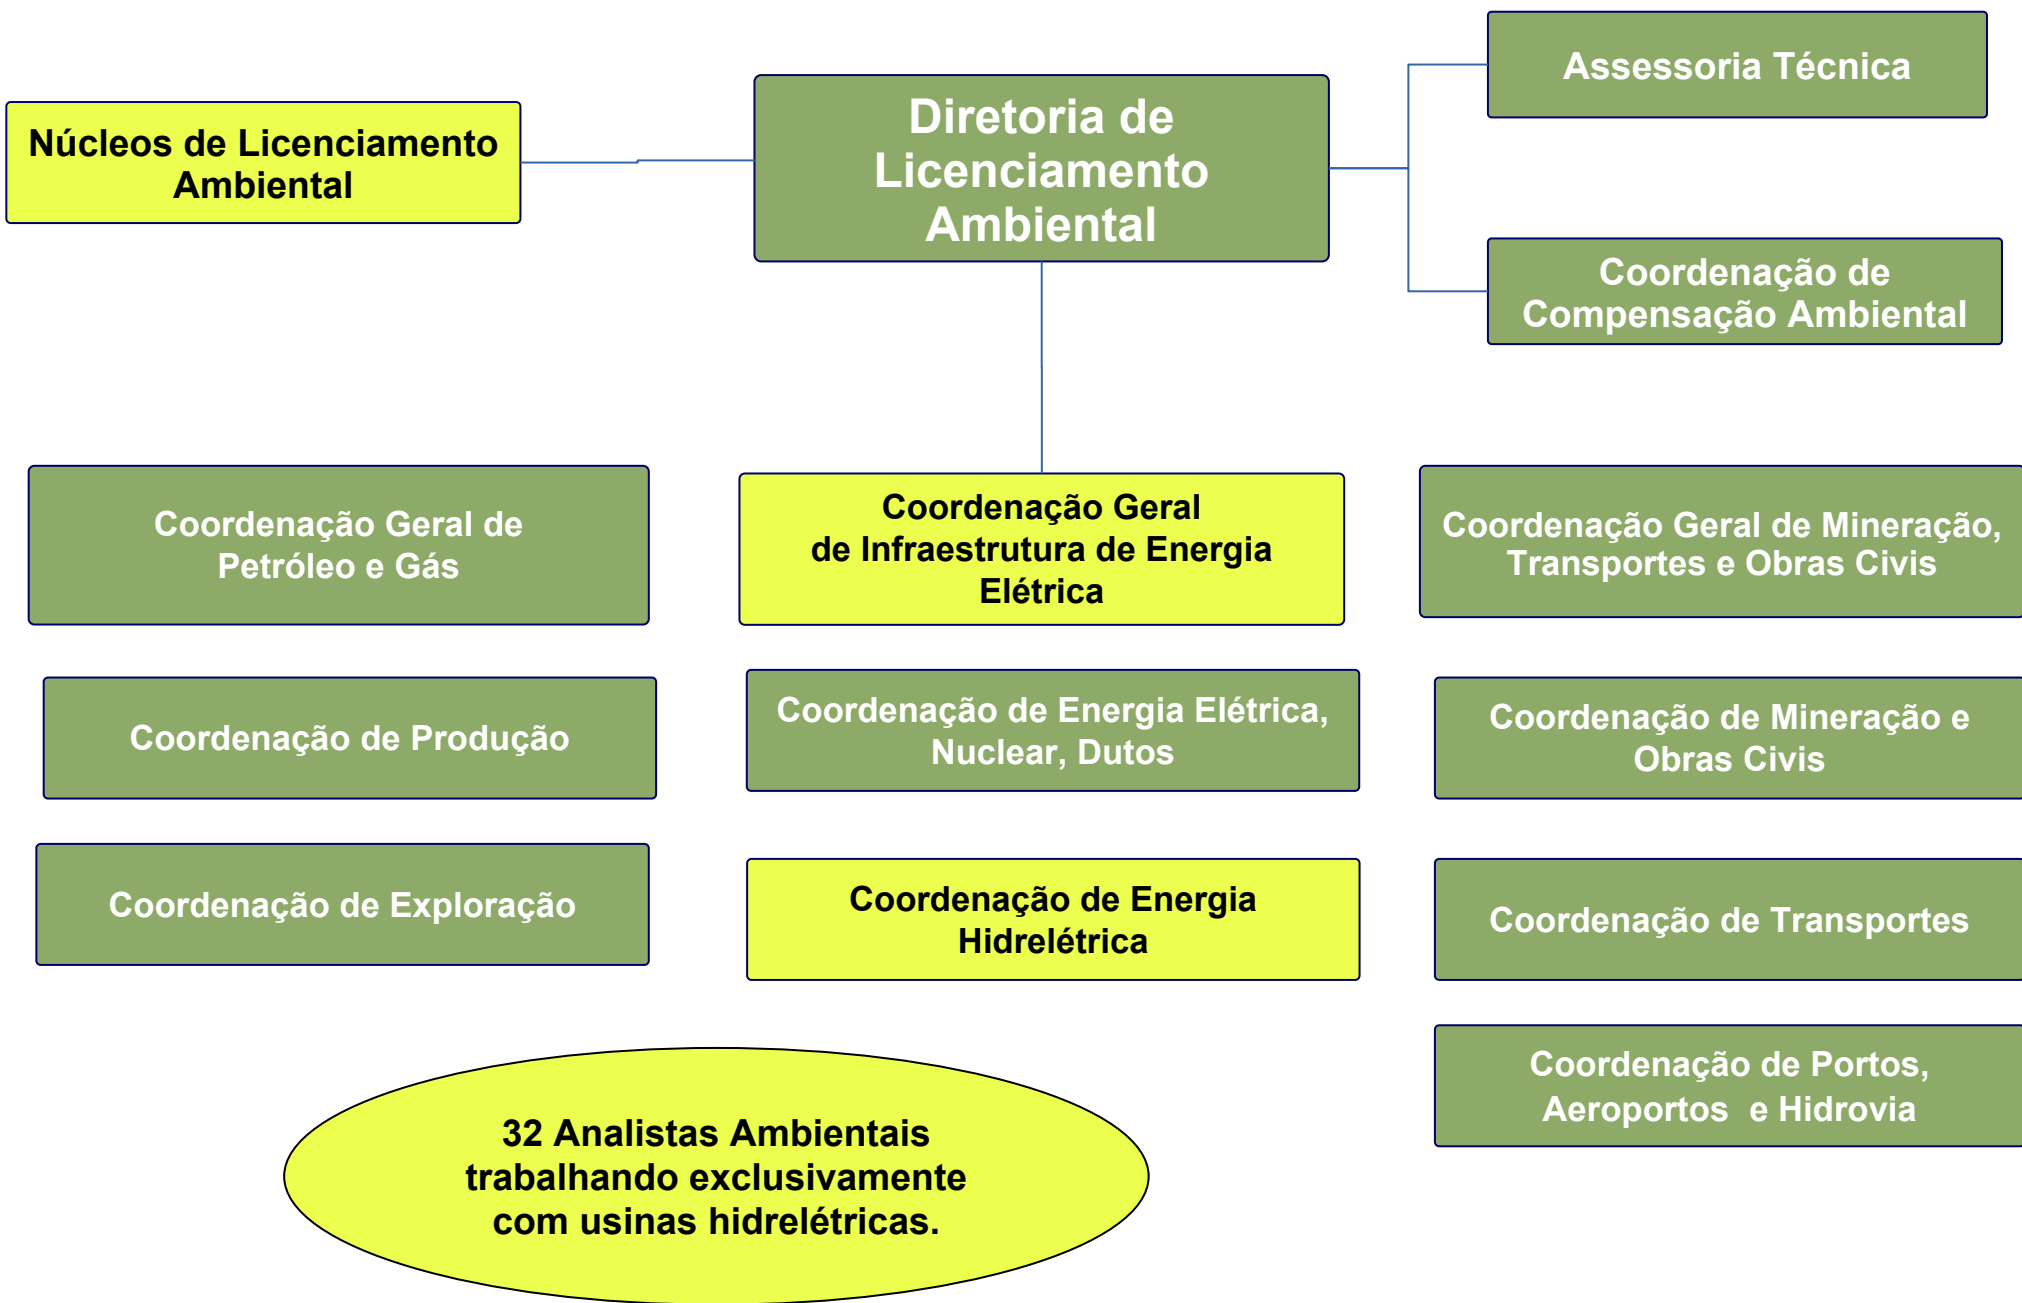 Assessoria Técnica
Núcleos de Licenciamento
Ambiental
Diretoria de
Licenciamento
Ambiental
Coordenação de
Compensação Ambiental
Coordenação Geral de
Petróleo e Gás
Coordenação Geral
de Infraestrutura de Energia
Elétrica
Coordenação Geral de Mineração,
Transportes e Obras Civis
Coordenação de Produção
Coordenação de Energia Elétrica,
Nuclear, Dutos
Coordenação de Mineração e
Obras Civis
Coordenação de Exploração
Coordenação de Energia
Hidrelétrica
Coordenação de Transportes
Coordenação de Portos,
Aeroportos  e Hidrovia
32 Analistas Ambientais
trabalhando exclusivamente
com usinas hidrelétricas.